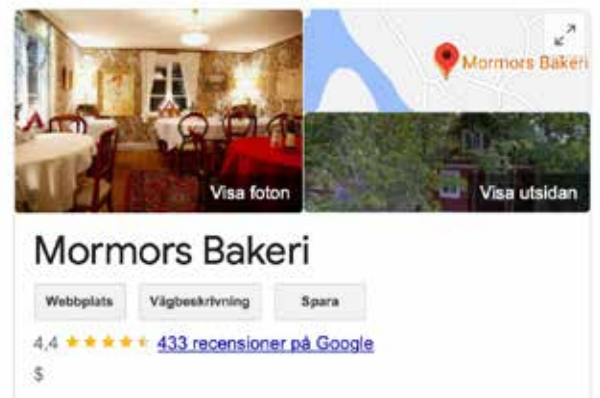 Mormors Bakeri
Visa foton
Visa utsidan
Mormors Bakeri
Webbplats
Vägbeskrivning
Spara
4,4 433 recensioner på Google
$